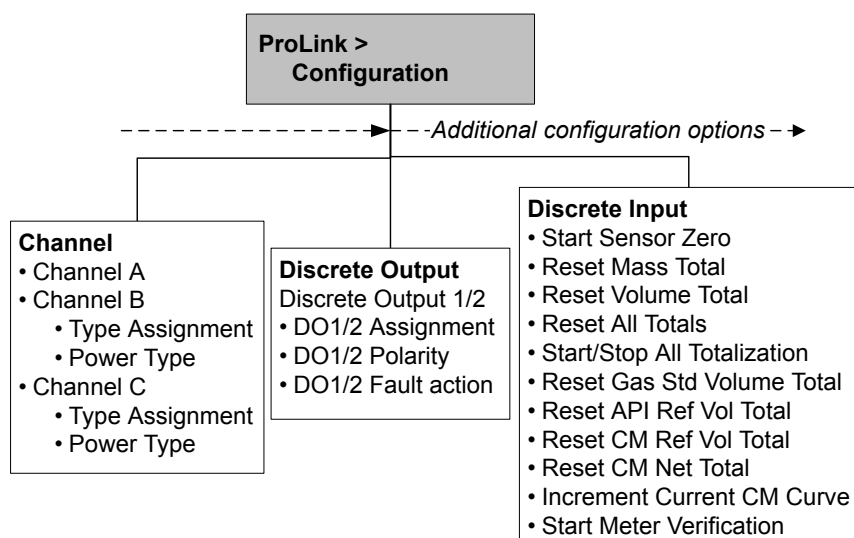 ProLink >
Configuration
Additional configuration options
Channel
• Channel A
• Channel B
• Type Assignment
• Power Type
• Channel C
• Type Assignment
• Power Type
Discrete Output
Discrete Output 1/2
• DO1/2 Assignment
• DO1/2 Polarity
• DO1/2 Fault action
Discrete Input
• Start Sensor Zero
• Reset Mass Total
• Reset Volume Total
• Reset All Totals
• Start/Stop All Totalization
• Reset Gas Std Volume Total
• Reset API Ref Vol Total
• Reset CM Ref Vol Total
• Reset CM Net Total
• Increment Current CM Curve
• Start Meter Verification